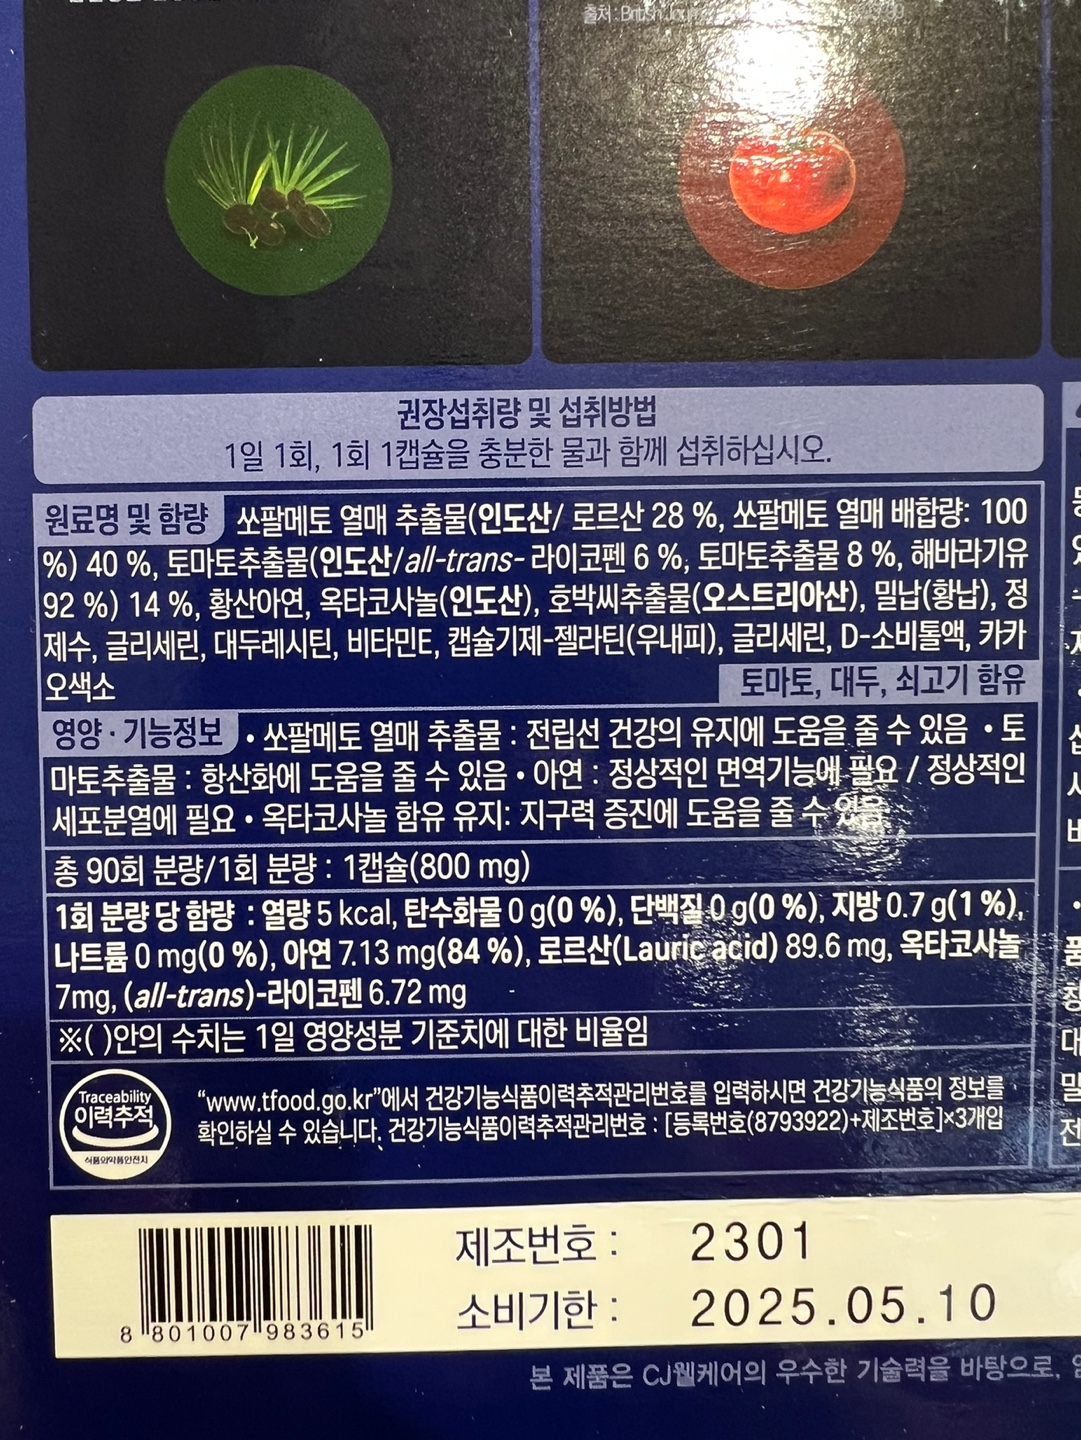 출처 : British Jour
권장섭취량 및 섭취방법
1일 1회, 1회 1캡슐을 충분한 물과 함께 섭취하십시오.
원료명 및 함량 쏘팔메토 열매 추출물(인도산/ 로르산 28 %, 쏘팔메토 열매 배합량: 100
%) 40 %, 토마토추출물(인도산/all-trans- 라이코펜 6 %, 토마토추출물 8 %, 해바라기유
92 %) 14 %, 황산아연, 옥타코사놀(인도산), 호박씨추출물(오스트리아산), 밀납(황납), 정
제수, 글리세린, 대두레시틴, 비타민E, 캡슐기제-젤라틴(우내피), 글리세린, D-소비톨액, 카카
오색소
토마토, 대두, 쇠고기 함유
영양 · 기능정보 • 쏘팔메토 열매 추출물 : 전립선 건강의 유지에 도움을 줄 수 있음 • 토
마토추출물 : 항산화에 도움을 줄 수 있음 • 아연 : 정상적인 면역기능에 필요 / 정상적인
세포분열에 필요 • 옥타코사놀 함유 유지: 지구력 증진에 도움을 줄 수 있음
총 90회 분량/1회 분량 : 1캡슐(800 mg)
1회 분량 당 함량 : 열량 5 kcal, 탄수화물 0 g(0 %), 단백질 0 g(0 %), 지방 0.7 g(1 %),
나트륨 0 mg(0 %), 아연 7.13 mg(84 %), 로르산(Lauric acid) 89.6 mg, 옥타코사놀
7mg, (all-trans)-라이코펜 6.72 mg
※( )안의 수치는 1일 영양성분 기준치에 대한 비율임
Traceability
이력추적
식품의약품안전처
“www.tfood.go.kr”에서 건강기능식품이력추적관리번호를 입력하시면 건강기능식품의 정보를
확인하실 수 있습니다. 건강기능식품이력추적관리번호 : [등록번호(8793922)+제조번호]×3개입
제조번호 : 2301
소비기한 : 2025.05.10
8 801007 983615
본 제품은 CJ웰케어의 우수한 기술력을 바탕으로,